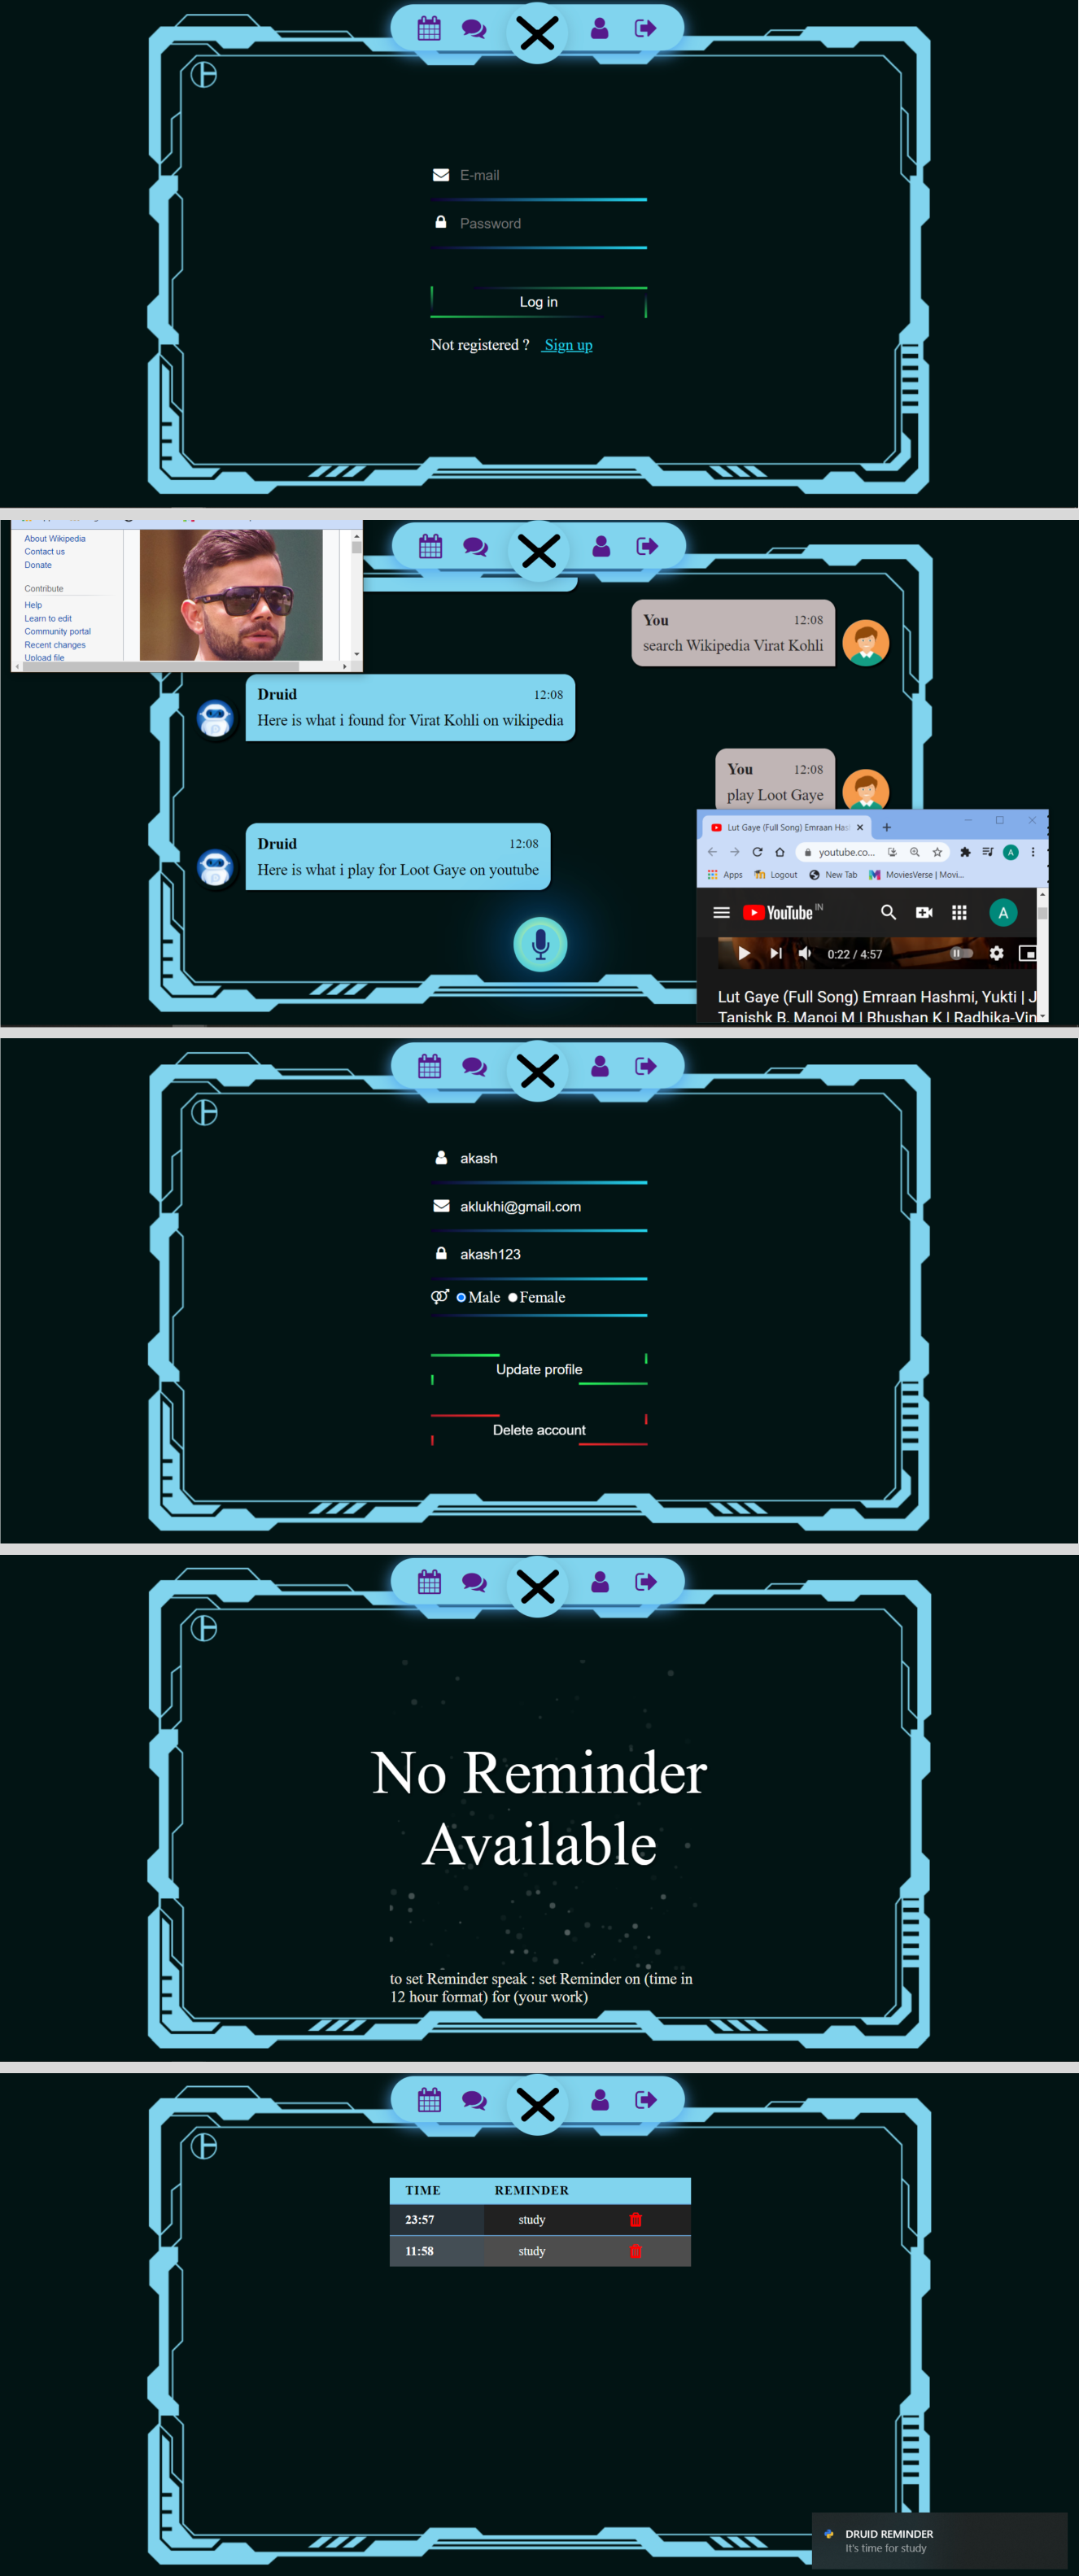 E-mail
Password
Log in
Not registered ? Sign up
About Wikipedia
Contact us
Donate
Contribute
Help
Learn to edit
Community portal
Recent changes
Upload file
You 12:08
search Wikipedia Virat Kohli
Druid 12:08
Here is what i found for Virat Kohli on wikipedia
You 12:08
play Loot Gaye
Druid 12:08
Here is what i play for Loot Gaye on youtube
Lut Gaye (Full Song) Emraan Has
youtube.co...
A
Apps Logout New Tab MoviesVerse | Movi...
YouTube IN
A
0:22 / 4:57
Lut Gaye (Full Song) Emraan Hashmi, Yukti | J
Tanishk B, Manoj M | Bhushan K | Radhika-Vin
akash
aklukhi@gmail.com
akash123
Male Female
Update profile
Delete account
No Reminder
Available
to set Reminder speak : set Reminder on (time in
12 hour format) for (your work)
TIME REMINDER
23:57 study
11:58 study
DRUID REMINDER
It's time for study